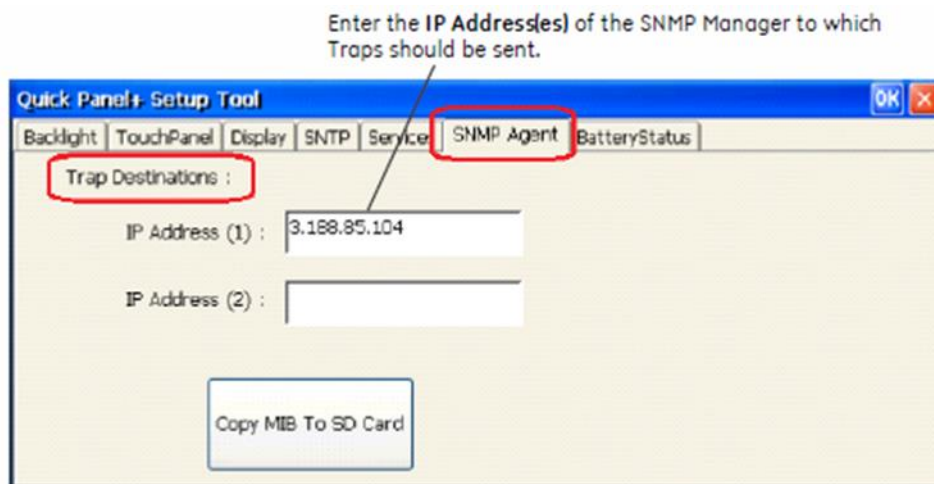 Enter the IP Address(es) of the SNMP Manager to which
Traps should be sent.
Quick Panel+ Setup Tool OK
Backlight TouchPanel Display SNTP Services SNMP Agent BatteryStatus
Trap Destinations :
IP Address (1) : 3.188.85.104
IP Address (2) :
Copy MIB To SD Card